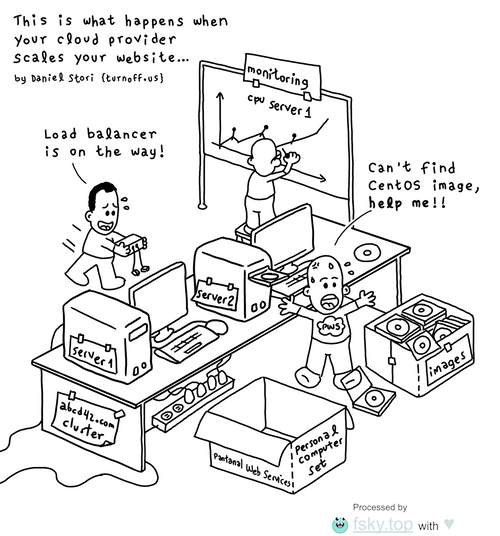 This is what happens when
your cloud provider
scales your website...
by Daniel Stori {turnoff.us}
monitoring
cpu server 1
Load balancer
is on the way!
Can't find
CentOS image,
help me!!
server2
server1
PWS
images
abcd42.com
cluster
Pantanal Web Services
Personal
computer
set
Processed by
fsky.top with ♥